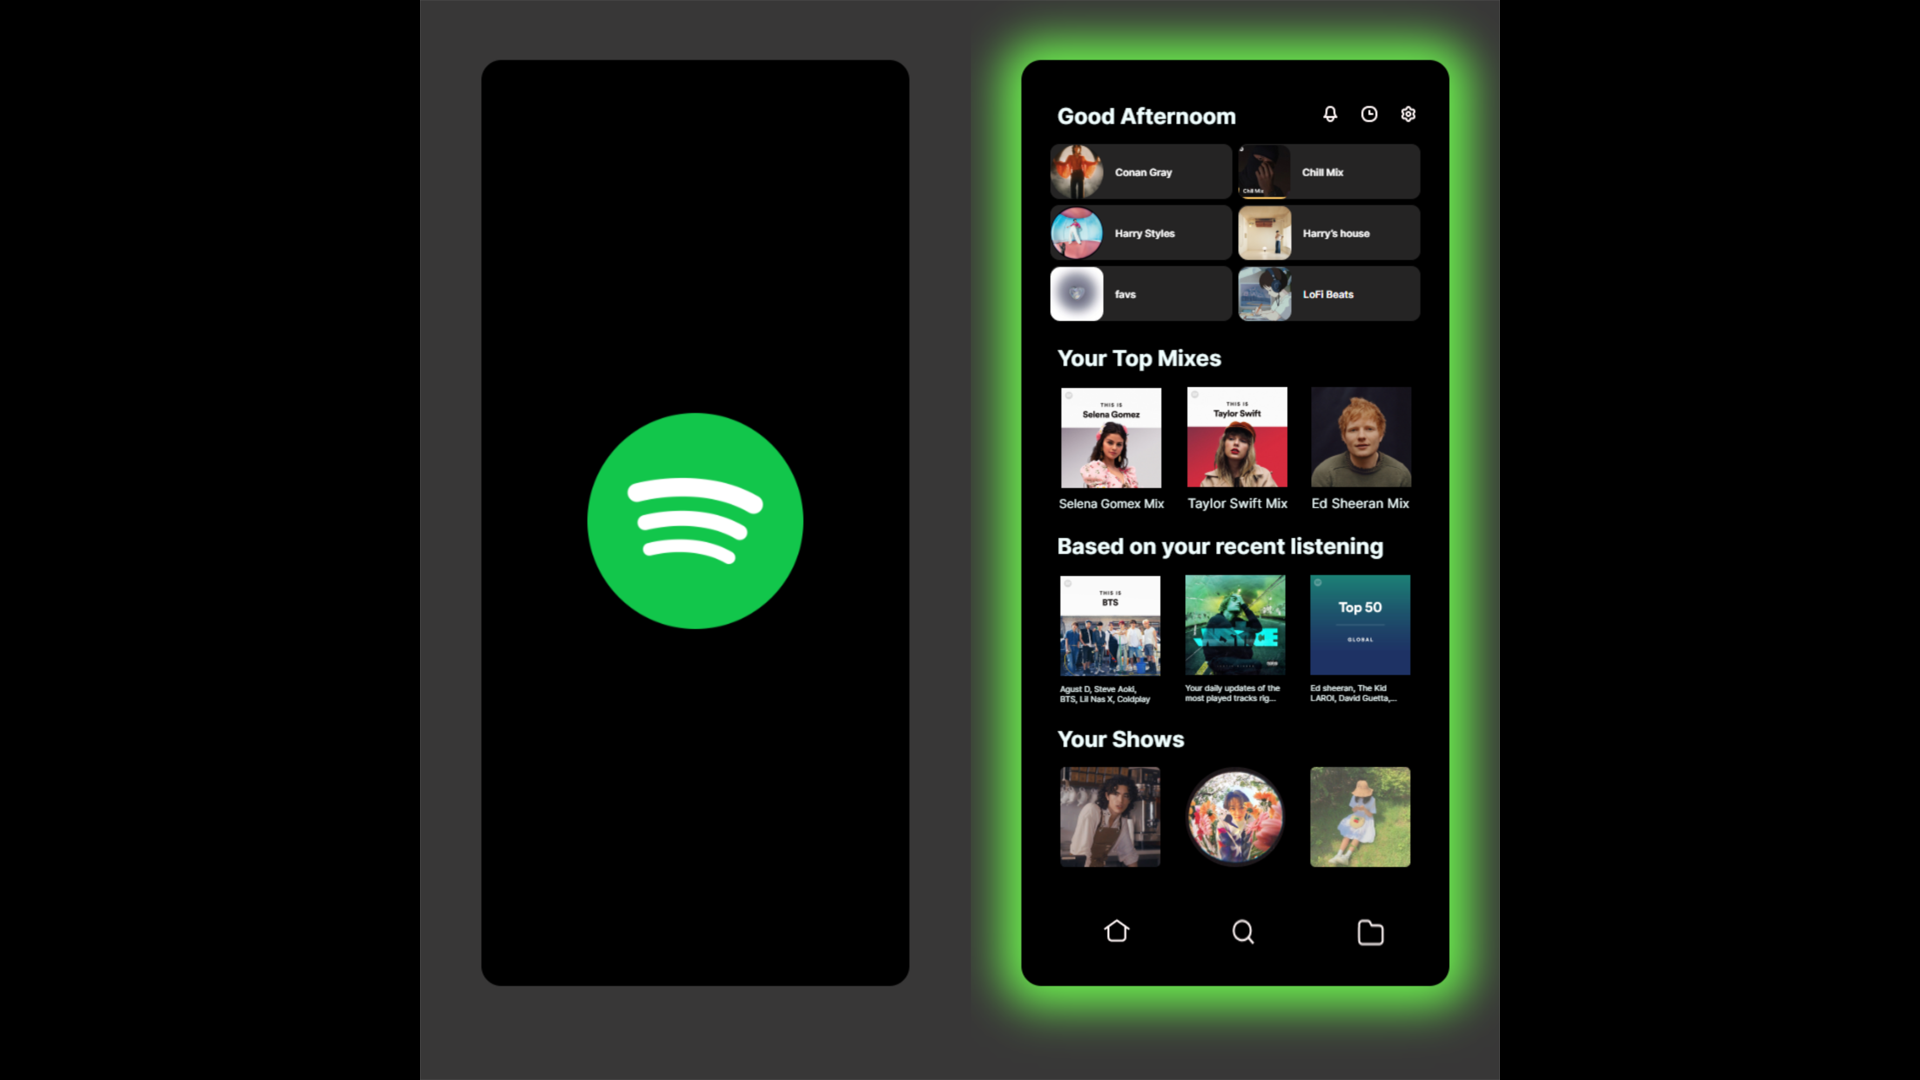 Good Afternoom
Conan Gray
Chill Mix
Chill Mix
Harry Styles
Harry's house
favs
LoFi Beats
Your Top Mixes
THIS IS
Selena Gomez
THIS IS
Taylor Swift
Selena Gomex Mix
Taylor Swift Mix
Ed Sheeran Mix
Based on your recent listening
THIS IS
BTS
JUSTICE
Top 50
GLOBAL
Agust D, Steve Aoki,
BTS, Lil Nas X, Coldplay
Your daily updates of the
most played tracks rig...
Ed sheeran, The Kid
LAROI, David Guetta,...
Your Shows